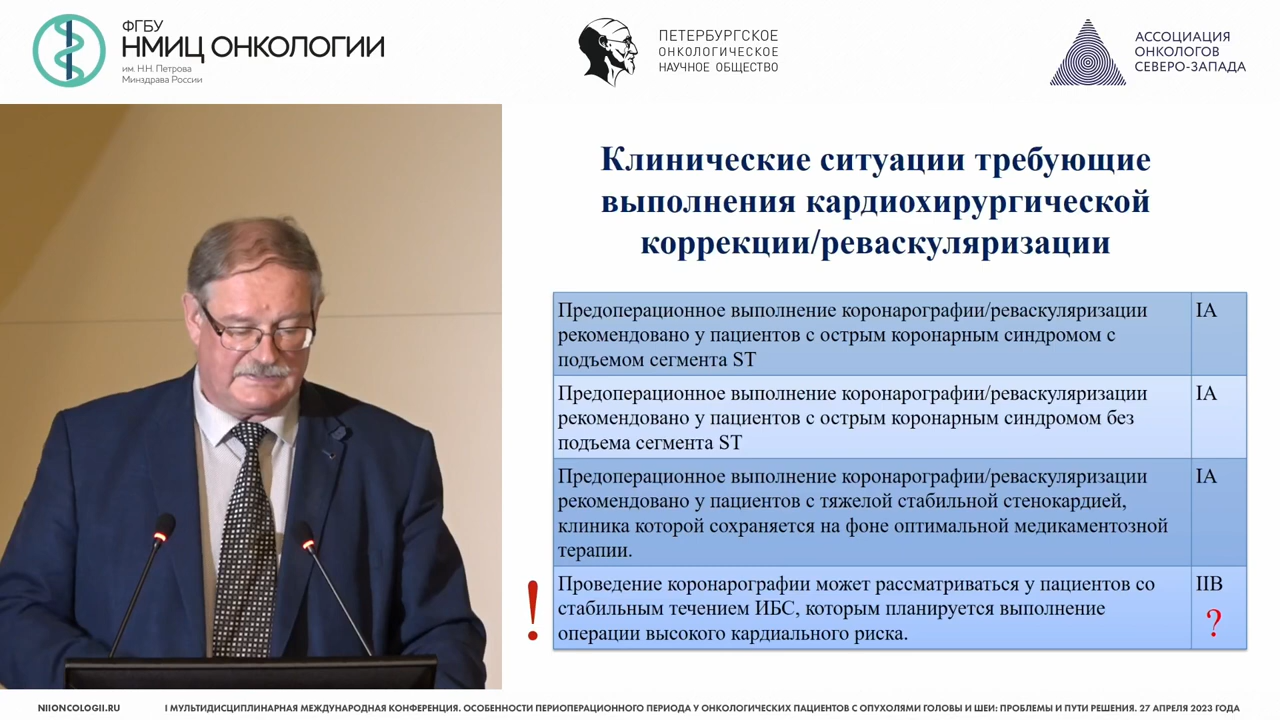 ФГБУ
НМИЦ ОНКОЛОГИИ
им. Н.Н. Петрова
Минздрава России
ПЕТЕРБУРГСКОЕ
ОНКОЛОГИЧЕСКОЕ
НАУЧНОЕ ОБЩЕСТВО
АССОЦИАЦИЯ
ОНКОЛОГОВ
СЕВЕРО-ЗАПАДА
Клинические ситуации требующие
выполнения кардиохирургической
коррекции/реваскуляризации
Предоперационное выполнение коронарографии/реваскуляризации IA
рекомендовано у пациентов с острым коронарным синдромом с
подъемом сегмента ST
Предоперационное выполнение коронарографии/реваскуляризации IA
рекомендовано у пациентов с острым коронарным синдромом без
подъема сегмента ST
Предоперационное выполнение коронарографии/реваскуляризации IA
рекомендовано у пациентов с тяжелой стабильной стенокардией,
клиника которой сохраняется на фоне оптимальной медикаментозной
терапии.
! Проведение коронарографии может рассматриваться у пациентов со IIB
стабильным течением ИБС, которым планируется выполнение ?
операции высокого кардиального риска.
NIIONCOLOGII.RU
I МУЛЬТИДИСЦИПЛИНАРНАЯ МЕЖДУНАРОДНАЯ КОНФЕРЕНЦИЯ. ОСОБЕННОСТИ ПЕРИОПЕРАЦИОННОГО ПЕРИОДА У ОНКОЛОГИЧЕСКИХ ПАЦИЕНТОВ С ОПУХОЛЯМИ ГОЛОВЫ И ШЕИ: ПРОБЛЕМЫ И ПУТИ РЕШЕНИЯ. 27 АПРЕЛЯ 2023 ГОДА